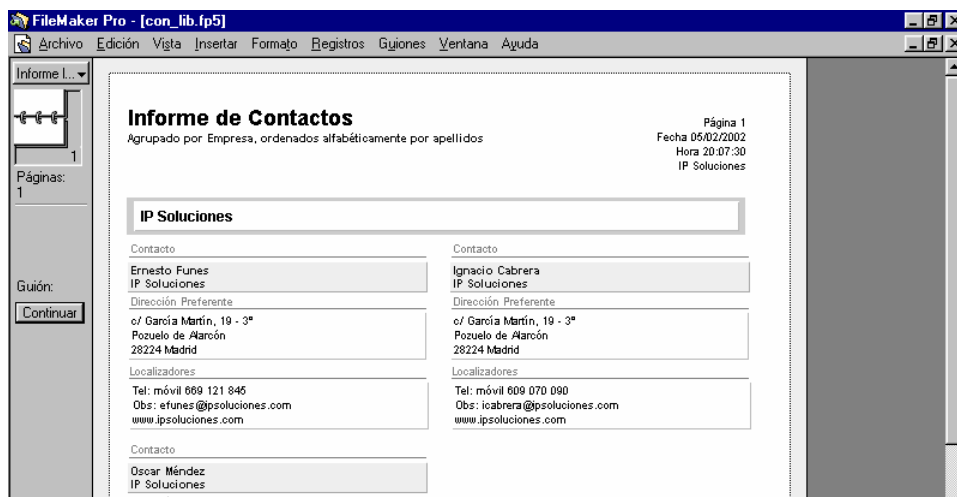 FileMaker Pro - [con_lib.fp5]
Archivo Edición Vista Insertar Formato Registros Guiones Ventana Ayuda
Informe I...
1
Páginas:
1
Guión:
Continuar
Informe de Contactos
Agrupado por Empresa, ordenados alfabéticamente por apellidos
Página 1
Fecha 05/02/2002
Hora 20:07:30
IP Soluciones
IP Soluciones
Contacto
Ernesto Funes
IP Soluciones
Dirección Preferente
c/ García Martín, 19 - 3ª
Pozuelo de Alarcón
28224 Madrid
Localizadores
Tel: móvil 669 121 845
Obs: efunes@ipsoluciones.com
www.ipsoluciones.com
Contacto
Ignacio Cabrera
IP Soluciones
Dirección Preferente
c/ García Martín, 19 - 3ª
Pozuelo de Alarcón
28224 Madrid
Localizadores
Tel: móvil 609 070 090
Obs: icabrera@ipsoluciones.com
www.ipsoluciones.com
Contacto
Oscar Méndez
IP Soluciones